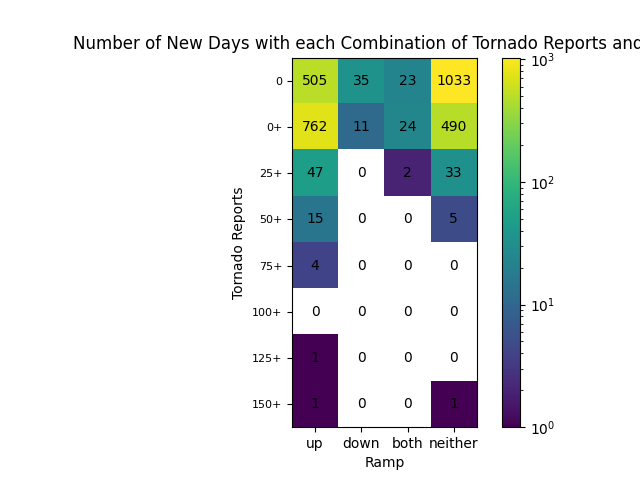 Number of New Days with each Combination of Tornado Reports and
0 505 35 23 1033
0+ 762 11 24 490
25+ 47 0 2 33
50+ 15 0 0 5
75+ 4 0 0 0
100+ 0 0 0 0
125+ 1 0 0 0
150+ 1 0 0 1
up down both neither
Ramp
Tornado Reports
10³
10²
10¹
10⁰